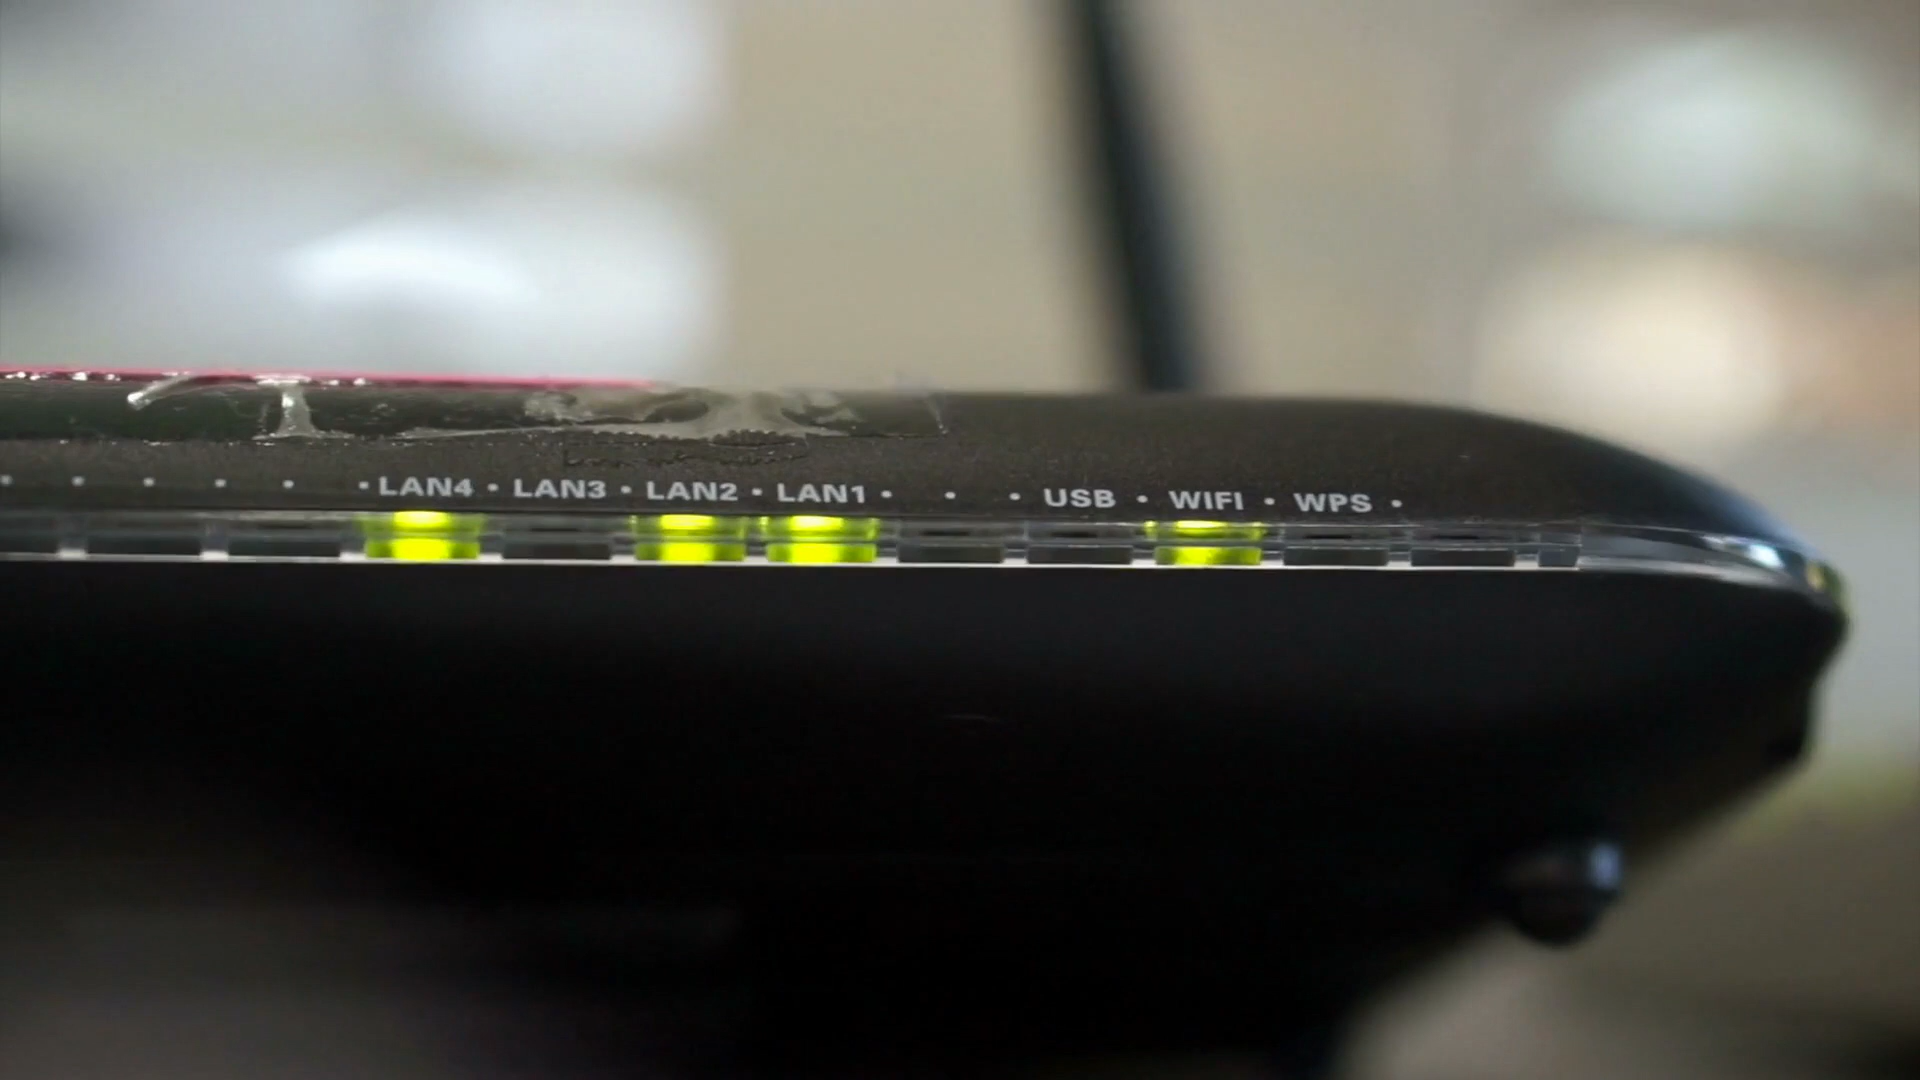 • • • • • •LAN4 • LAN3 • LAN2 • LAN1 • • • USB • WIFI • WPS •